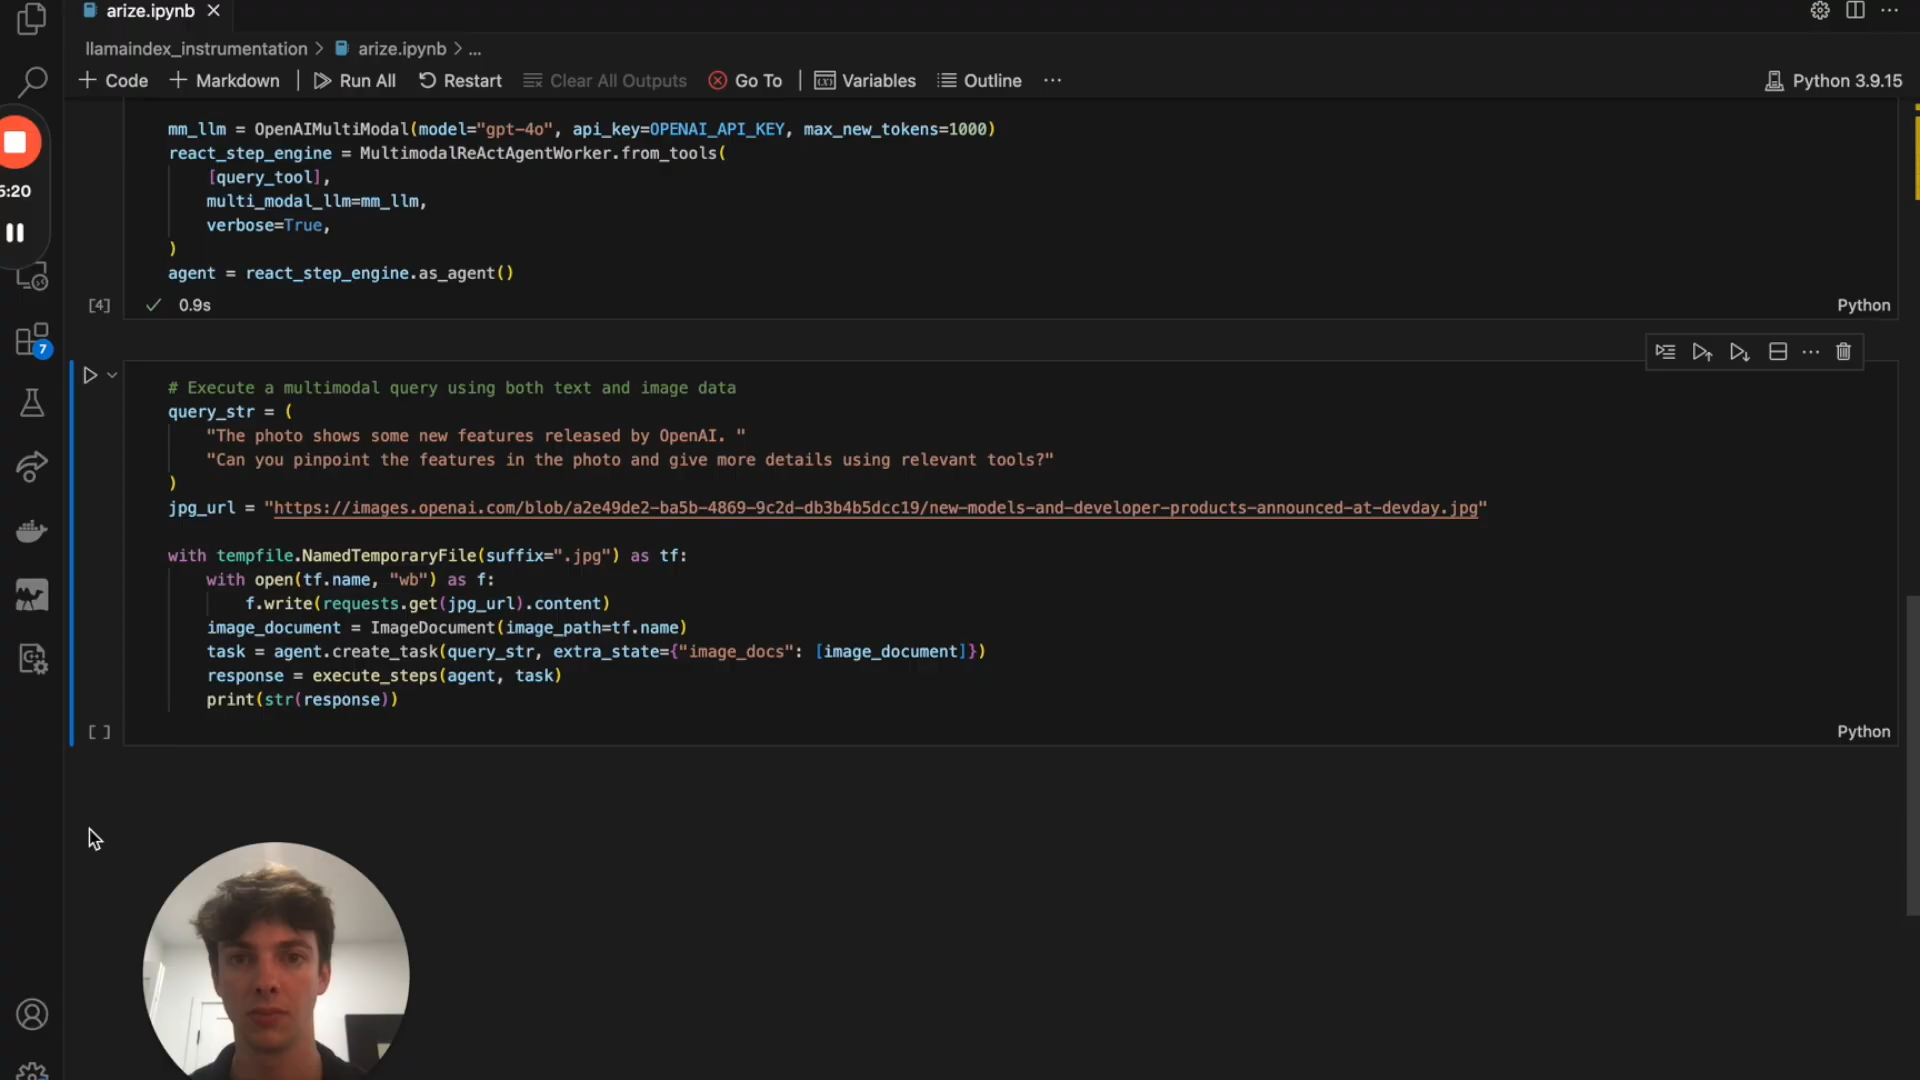 arize.ipynb
llamaindex_instrumentation > arize.ipynb > ...
+ Code + Markdown | Run All Restart Clear All Outputs Go To | Variables Outline ...
Python 3.9.15
5:20
mm_llm = OpenAIMultiModal(model="gpt-4o", api_key=OPENAI_API_KEY, max_new_tokens=1000)
react_step_engine = MultimodalReActAgentWorker.from_tools(
[query_tool],
multi_modal_llm=mm_llm,
verbose=True,
)
agent = react_step_engine.as_agent()
[4] 0.9s Python
7
# Execute a multimodal query using both text and image data
query_str = (
"The photo shows some new features released by OpenAI. "
"Can you pinpoint the features in the photo and give more details using relevant tools?"
)
jpg_url = "https://images.openai.com/blob/a2e49de2-ba5b-4869-9c2d-db3b4b5dcc19/new-models-and-developer-products-announced-at-devday.jpg"
with tempfile.NamedTemporaryFile(suffix=".jpg") as tf:
with open(tf.name, "wb") as f:
f.write(requests.get(jpg_url).content)
image_document = ImageDocument(image_path=tf.name)
task = agent.create_task(query_str, extra_state={"image_docs": [image_document]})
response = execute_steps(agent, task)
print(str(response))
[ ] Python